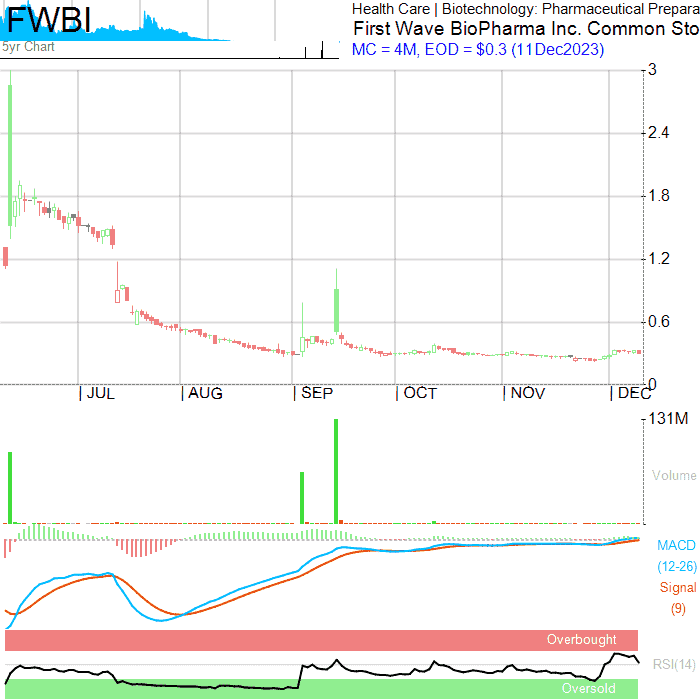 FWBI
5yr Chart
Health Care | Biotechnology: Pharmaceutical Prepara
First Wave BioPharma Inc. Common Sto
MC = 4M, EOD = $0.3 (11Dec2023)
3
2.4
1.8
1.2
0.6
0
JUL
AUG
SEP
OCT
NOV
DEC
131M
Volume
MACD
(12-26)
Signal
(9)
Overbought
RSI(14)
Oversold